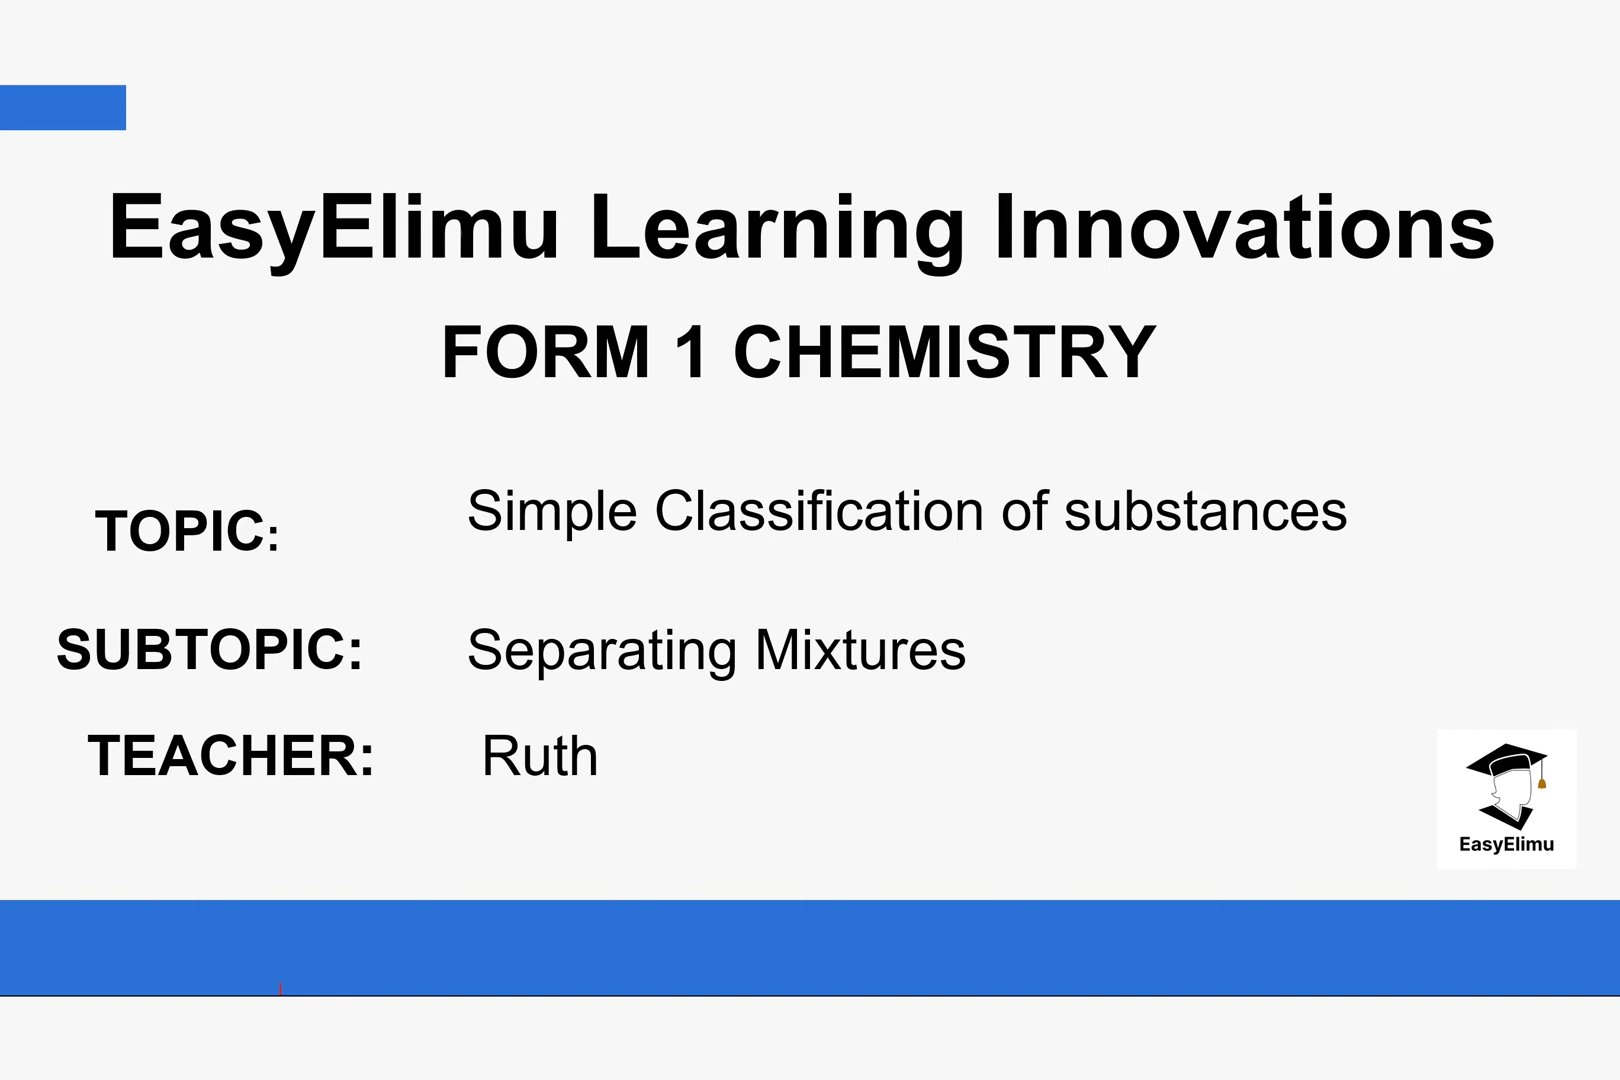 EasyElimu Learning Innovations
FORM 1 CHEMISTRY
TOPIC: Simple Classification of substances
SUBTOPIC: Separating Mixtures
TEACHER: Ruth
EasyElimu